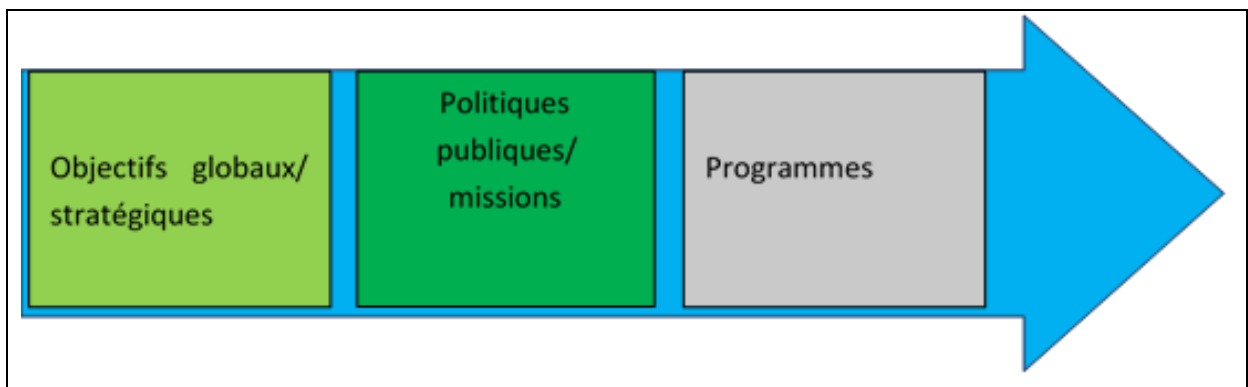 Objectifs globaux/
stratégiques
Politiques
publiques/
missions
Programmes